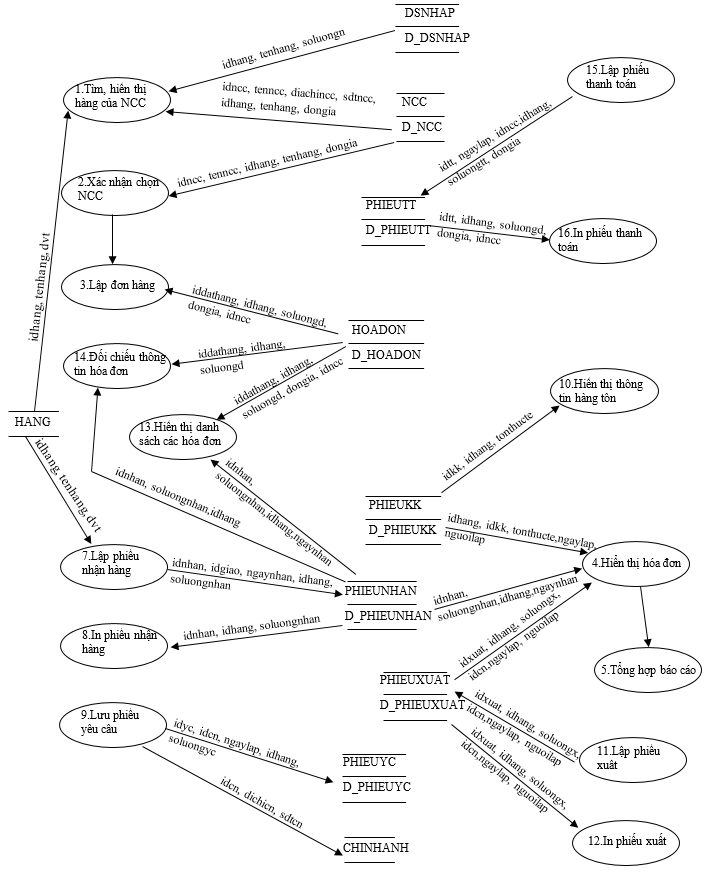 DSNHAP
D_DSNHAP
idhang, tenhang, soluongn
1.Tìm, hiển thị
hàng của NCC
idncc, tenncc, diachincc, sdtncc,
idhang, tenhang, dongia
NCC
D_NCC
15.Lập phiếu
thanh toán
idtt, ngaylap, idncc,idhang,
soluongtt, dongia
idncc, tenncc, idhang, tenhang, dongia
2.Xác nhận chọn
NCC
PHIEUTT
D_PHIEUTT
idtt, idhang, soluongd,
dongia, idncc
16.In phiếu thanh
toán
idhang, tenhang, dvt
3.Lập đơn hàng
iddathang, idhang, soluongd,
dongia, idncc
HOADON
D_HOADON
14.Đối chiếu thông
tin hóa đơn
iddathang, idhang,
soluongd
iddathang, idhang,
soluongd, dongia, idncc
10.Hiển thị thông
tin hàng tồn
HANG
13.Hiển thị danh
sách các hóa đơn
idkk, idhang, tonthucte
idhang, tenhang, dvt
idnhan, soluongnhan,idhang
idnhan,
soluongnhan,idhang,ngaynhan
PHIEUKK
D_PHIEUKK
idhang, idkk, tonthucte,ngaylap,
nguoilap
7.Lập phiếu
nhận hàng
idnhan, idgiao, ngaynhan, idhang,
soluongnhan
4.Hiển thị hóa đơn
PHIEUNHAN
D_PHIEUNHAN
idnhan,
soluongnhan,idhang,ngaynhan
8.In phiếu nhận
hàng
idnhan, idhang, soluongnhan
idxuat, idhang, soluongx,
idcn,ngaylap, nguoilap
5.Tổng hợp báo cáo
PHIEUXUAT
D_PHIEUXUAT
idxuat, idhang, soluongx,
idcn,ngaylap, nguoilap
9.Lưu phiếu
yêu cầu
idyc, idcn, ngaylap, idhang,
soluongyc
11.Lập phiếu
xuất
idxuat, idhang, soluongx,
idcn,ngaylap, nguoilap
PHIEUYC
D_PHIEUYC
idcn, dichicn, sdtcn
CHINHANH
12.In phiếu xuất